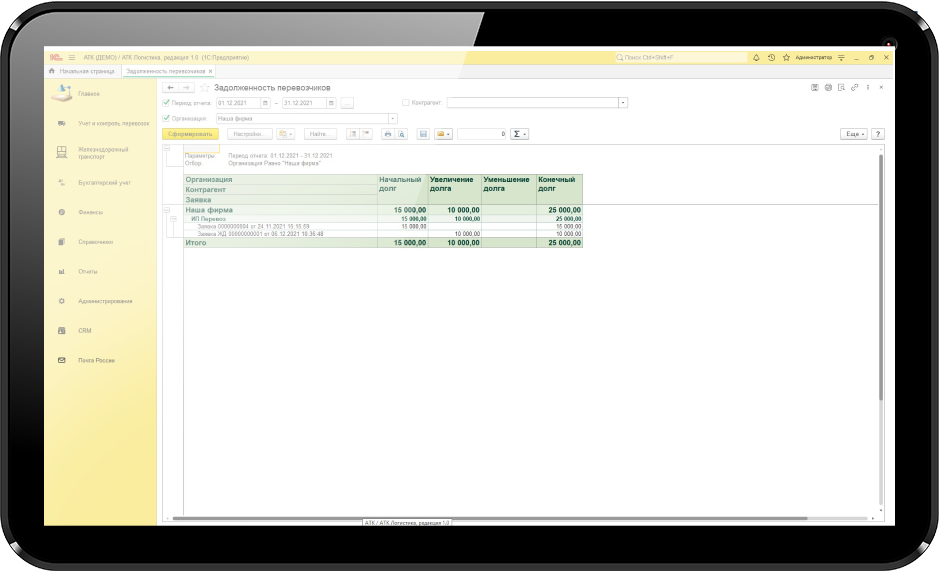 АТК (ДЕМО) / АТК Логистика, редакция 1.0 (1С:Предприятие)
Поиск Ctrl+Shift+F
Администратор
Начальная страница
Задолженность перевозчиков ×
Главное
Учет и контроль перевозок
Железнодорожный
транспорт
Бухгалтерский учет
Финансы
Справочники
Отчеты
Администрирование
CRM
Почта России
Задолженность перевозчиков
Период отчета: 01.12.2021 – 31.12.2021 ...
Контрагент:
Организация: Наша фирма
Сформировать
Настройки...
Найти...
0
Σ
Еще
?
Параметры: Период отчета: 01.12.2021 - 31.12.2021
Отбор: Организация Равно "Наша фирма"
Организация Начальный долг Увеличение долга Уменьшение долга Конечный долг
Контрагент
Заявка
Наша фирма 15 000,00 10 000,00 25 000,00
ИП Перевоз 15 000,00 10 000,00 25 000,00
Заявка 0000000004 от 24.11.2021 15:15:59 15 000,00 15 000,00
Заявка ЖД 00000000001 от 06.12.2021 10:35:48 10 000,00 10 000,00
Итого 15 000,00 10 000,00 25 000,00
АТК / АТК Логистика, редакция 1.0